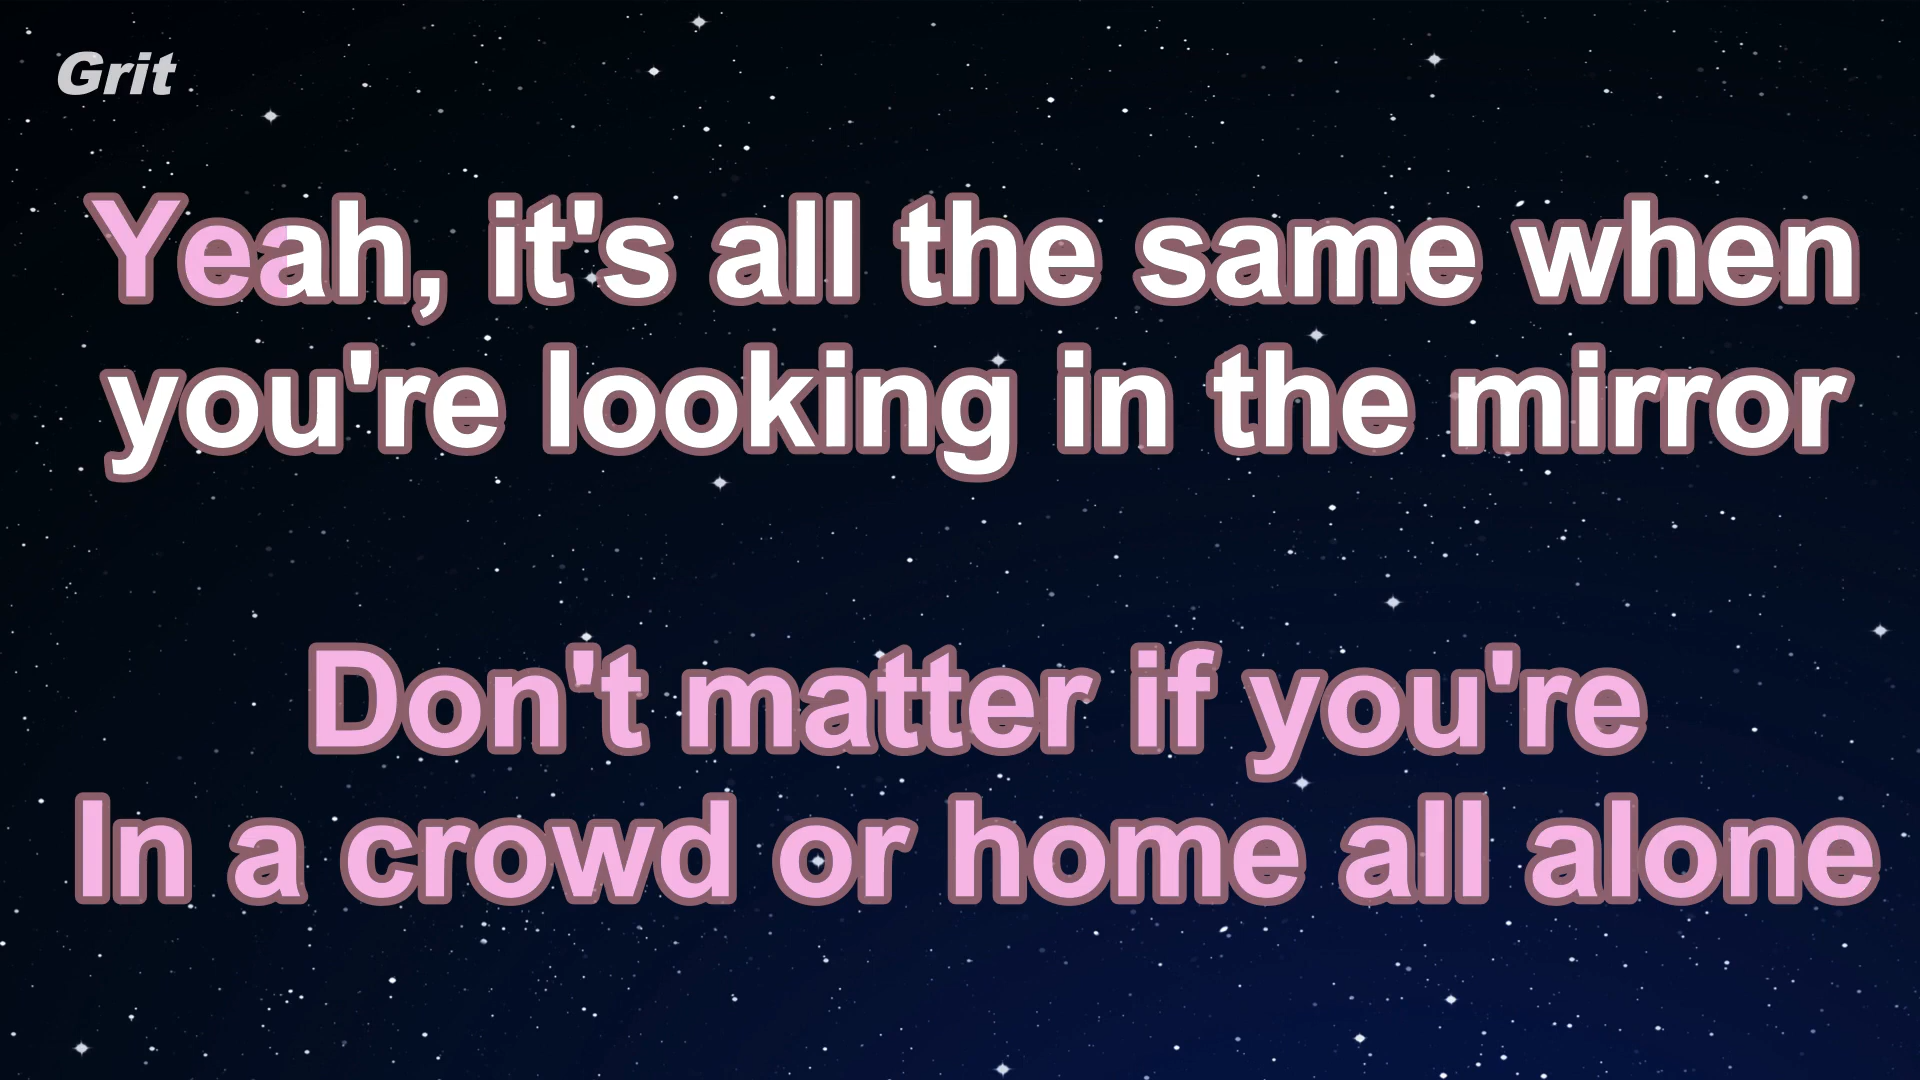 Grit
Yeah, it's all the same when
you're looking in the mirror
Don't matter if you're
In a crowd or home all alone